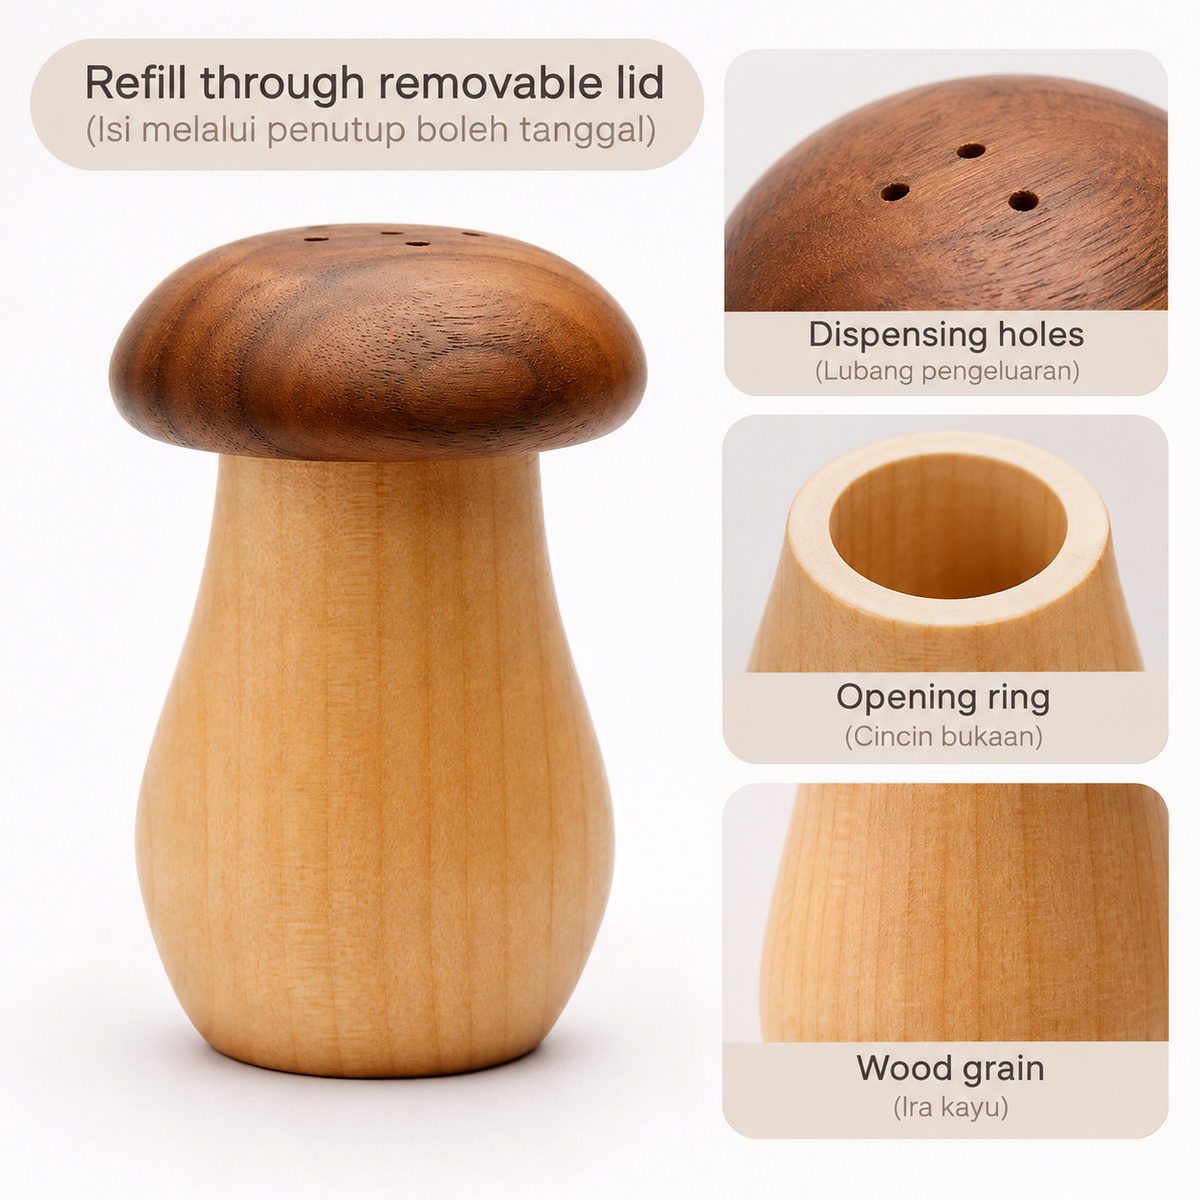 Refill through removable lid
(Isi melalui penutup boleh tanggal)
Dispensing holes
(Lubang pengeluaran)
Opening ring
(Cincin bukaan)
Wood grain
(Ira kayu)